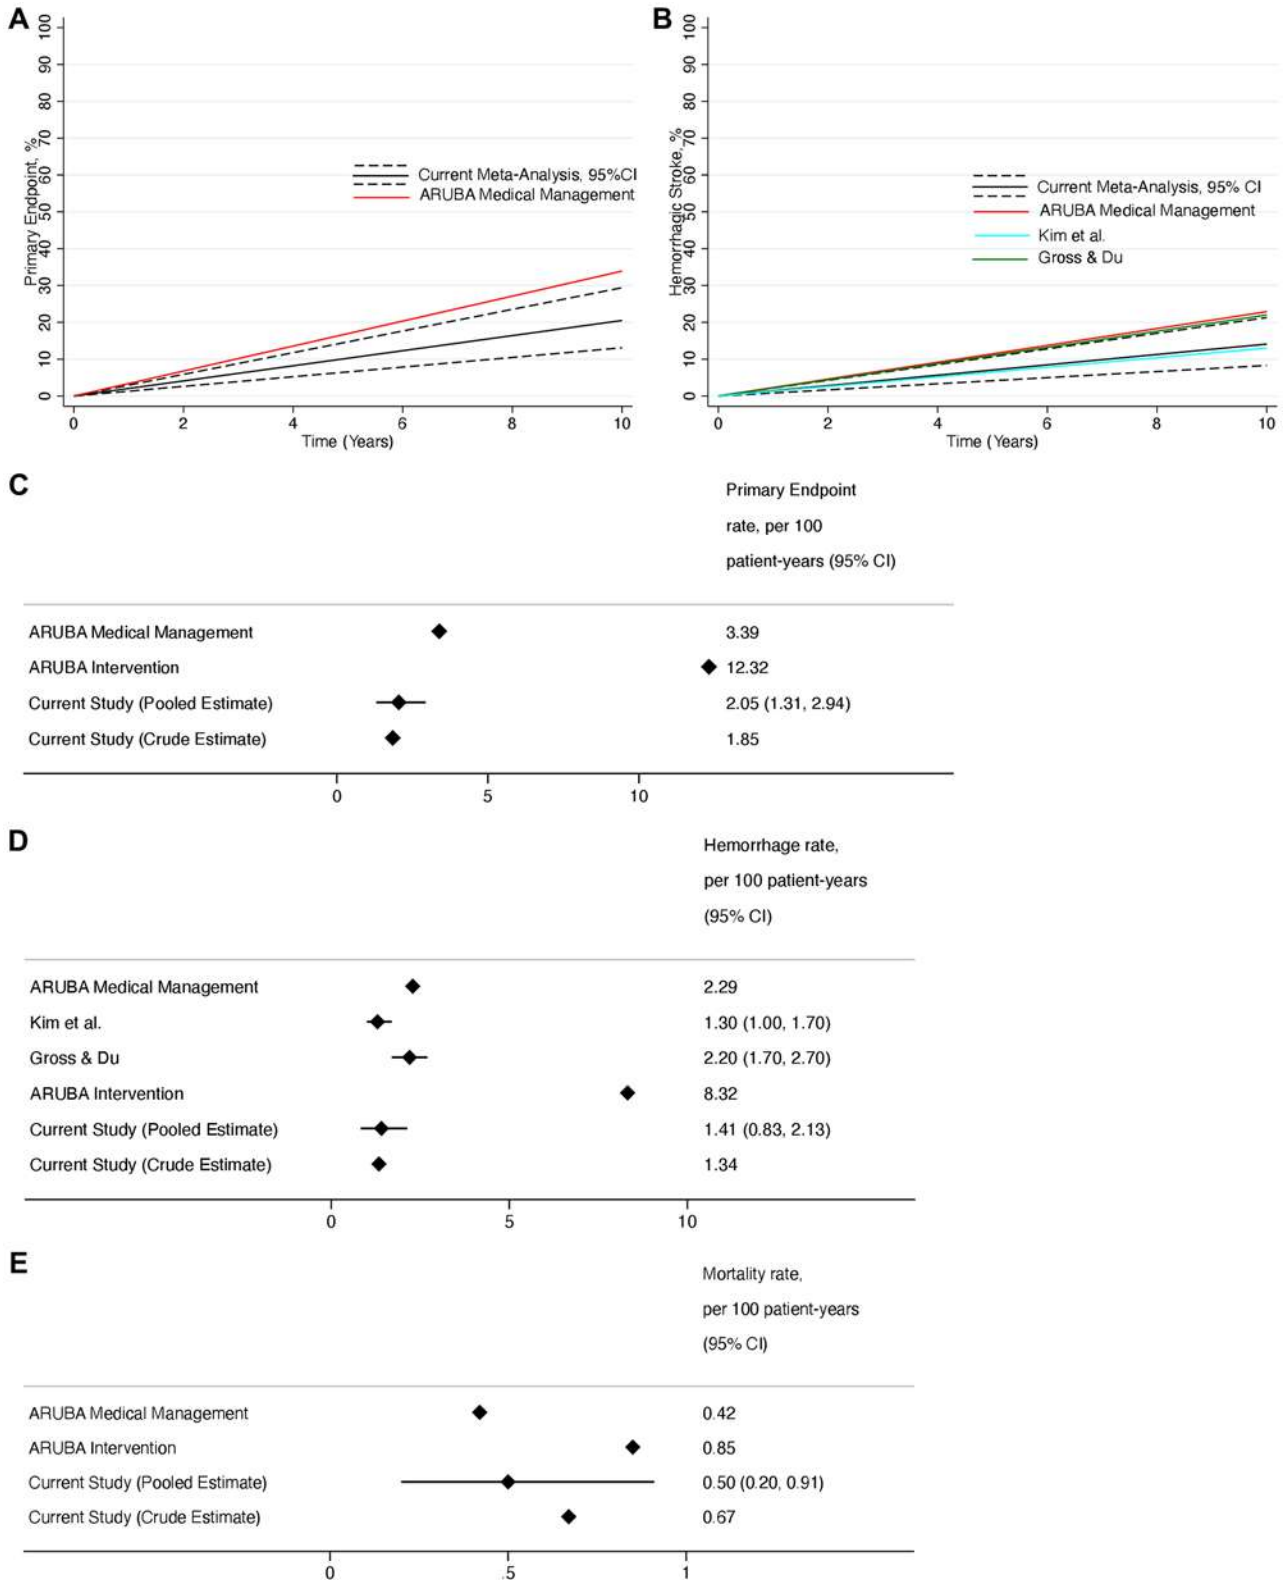 A
100
90
80
70
60
50
40
30
20
10
0
Primary Endpoint, %
Current Meta-Analysis, 95%CI
ARUBA Medical Management
0 2 4 6 8 10
Time (Years)
B
100
90
80
70
60
50
40
30
20
10
0
Hemorrhagic Stroke, %
Current Meta-Analysis, 95% CI
ARUBA Medical Management
Kim et al.
Gross & Du
0 2 4 6 8 10
Time (Years)
C
Primary Endpoint
rate, per 100
patient-years (95% CI)
ARUBA Medical Management 3.39
ARUBA Intervention 12.32
Current Study (Pooled Estimate) 2.05 (1.31, 2.94)
Current Study (Crude Estimate) 1.85
0 5 10
D
Hemorrhage rate,
per 100 patient-years
(95% CI)
ARUBA Medical Management 2.29
Kim et al. 1.30 (1.00, 1.70)
Gross & Du 2.20 (1.70, 2.70)
ARUBA Intervention 8.32
Current Study (Pooled Estimate) 1.41 (0.83, 2.13)
Current Study (Crude Estimate) 1.34
0 5 10
E
Mortality rate,
per 100 patient-years
(95% CI)
ARUBA Medical Management 0.42
ARUBA Intervention 0.85
Current Study (Pooled Estimate) 0.50 (0.20, 0.91)
Current Study (Crude Estimate) 0.67
0 .5 1